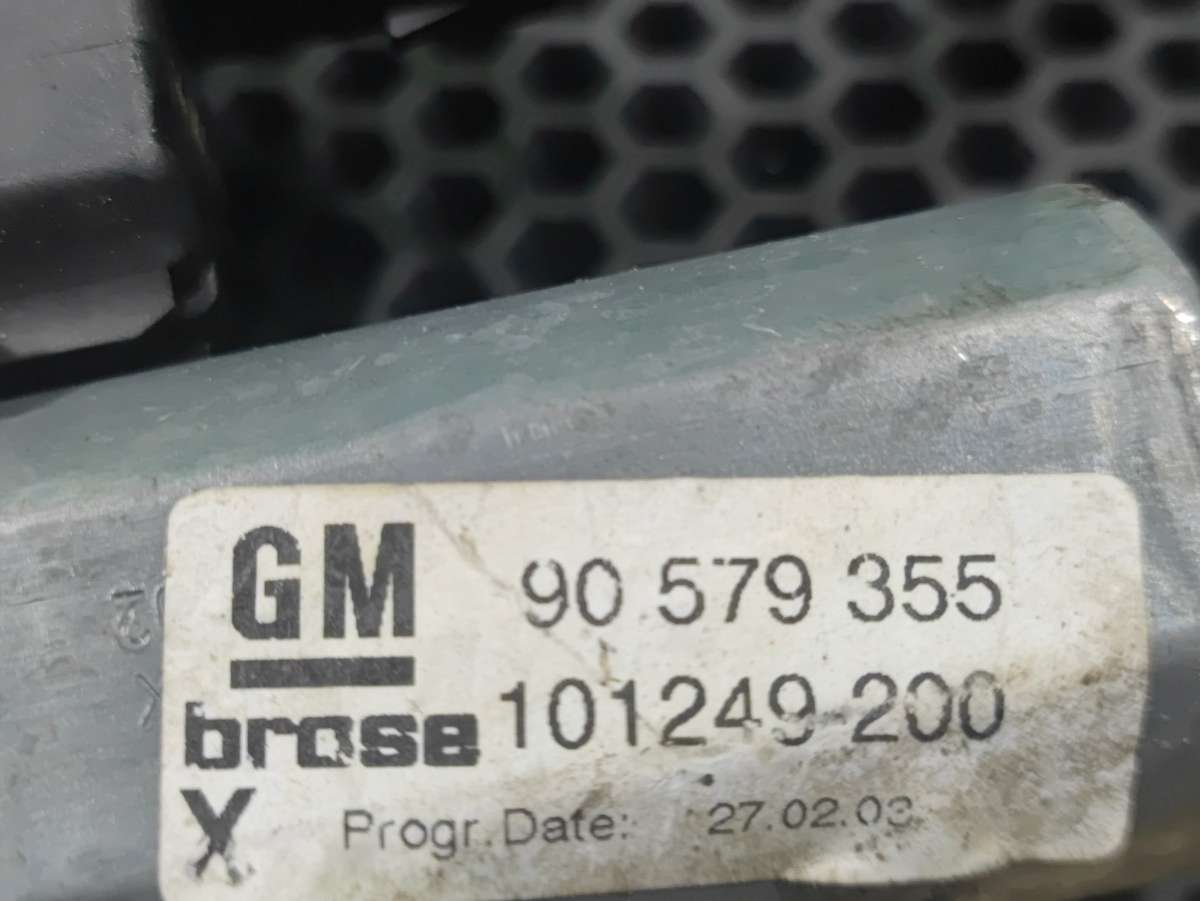 GM 90 579 355
brose 101249-200
X Progr. Date: 27.02.03